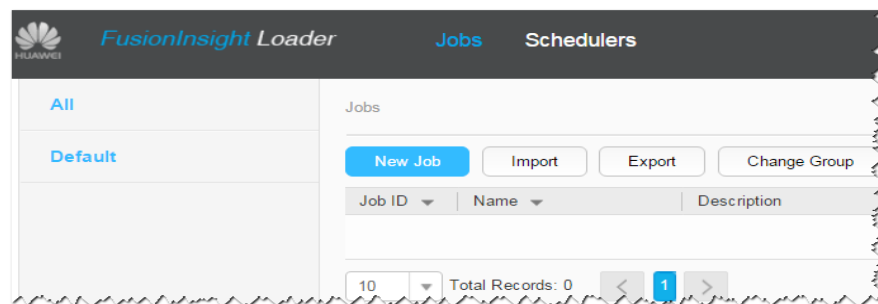 HUAWEI
FusionInsight Loader Jobs Schedulers
All
Default
Jobs
New Job Import Export Change Group
Job ID Name Description
10 Total Records: 0 < 1 >